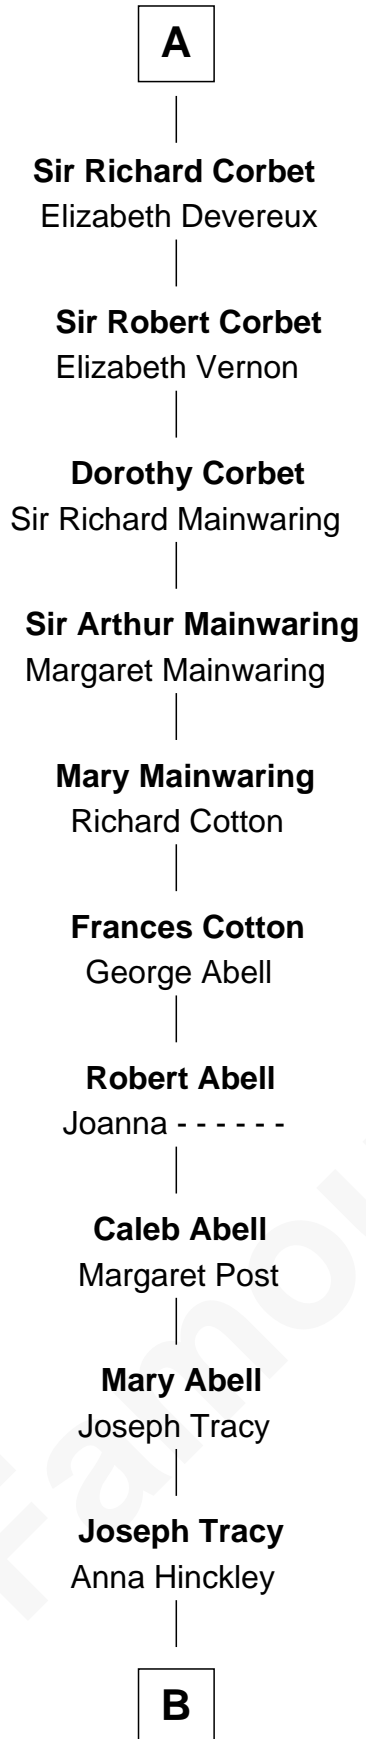 A
Sir Richard Corbet
Elizabeth Devereux
Sir Robert Corbet
Elizabeth Vernon
Dorothy Corbet
Sir Richard Mainwaring
Sir Arthur Mainwaring
Margaret Mainwaring
Mary Mainwaring
Richard Cotton
Frances Cotton
George Abell
Robert Abell
Joanna - - - - - -
Caleb Abell
Margaret Post
Mary Abell
Joseph Tracy
Joseph Tracy
Anna Hinckley
B
Famou